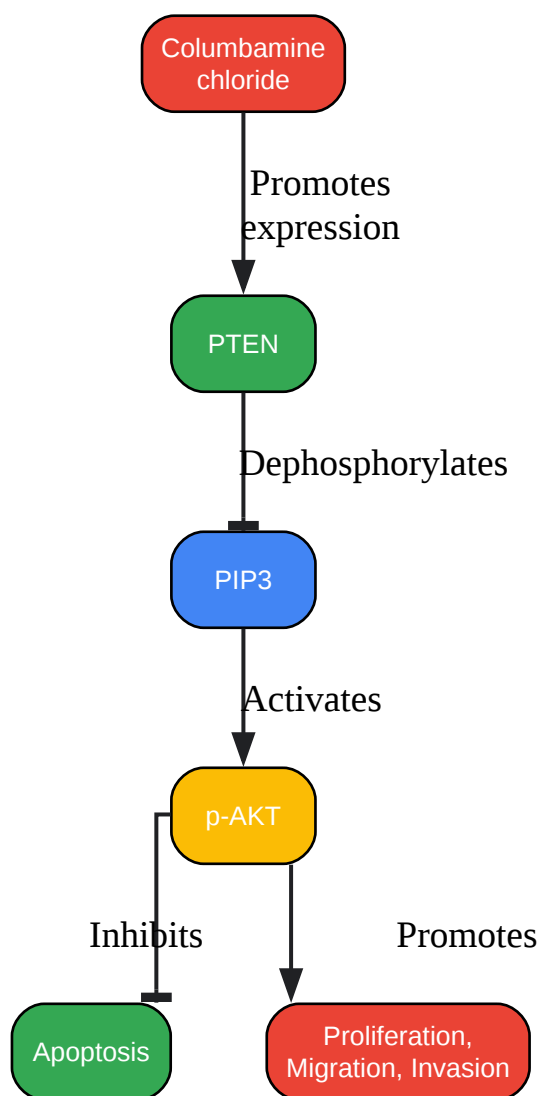 Columbamine
chloride
Promotes
expression
PTEN
Dephosphorylates
PIP3
Activates
p-AKT
Inhibits
Promotes
Apoptosis
Proliferation,
Migration, Invasion